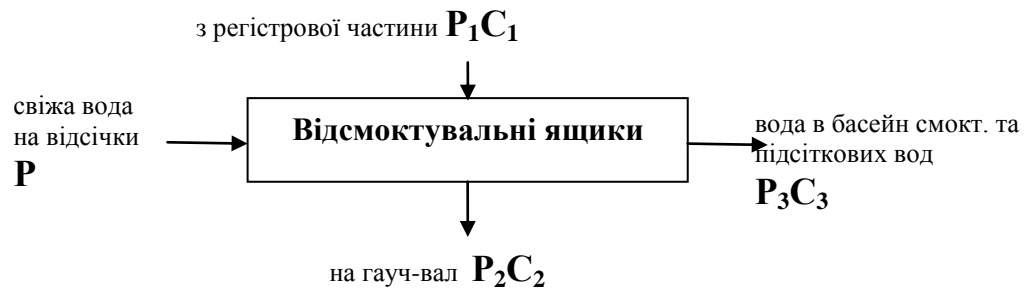 з регістрової частини P₁C₁
свіжа вода
на відсічки
P
Відсмоктувальні ящики
вода в басейн смокт. та
підсіткових вод
P₃C₃
на гауч-вал P₂C₂